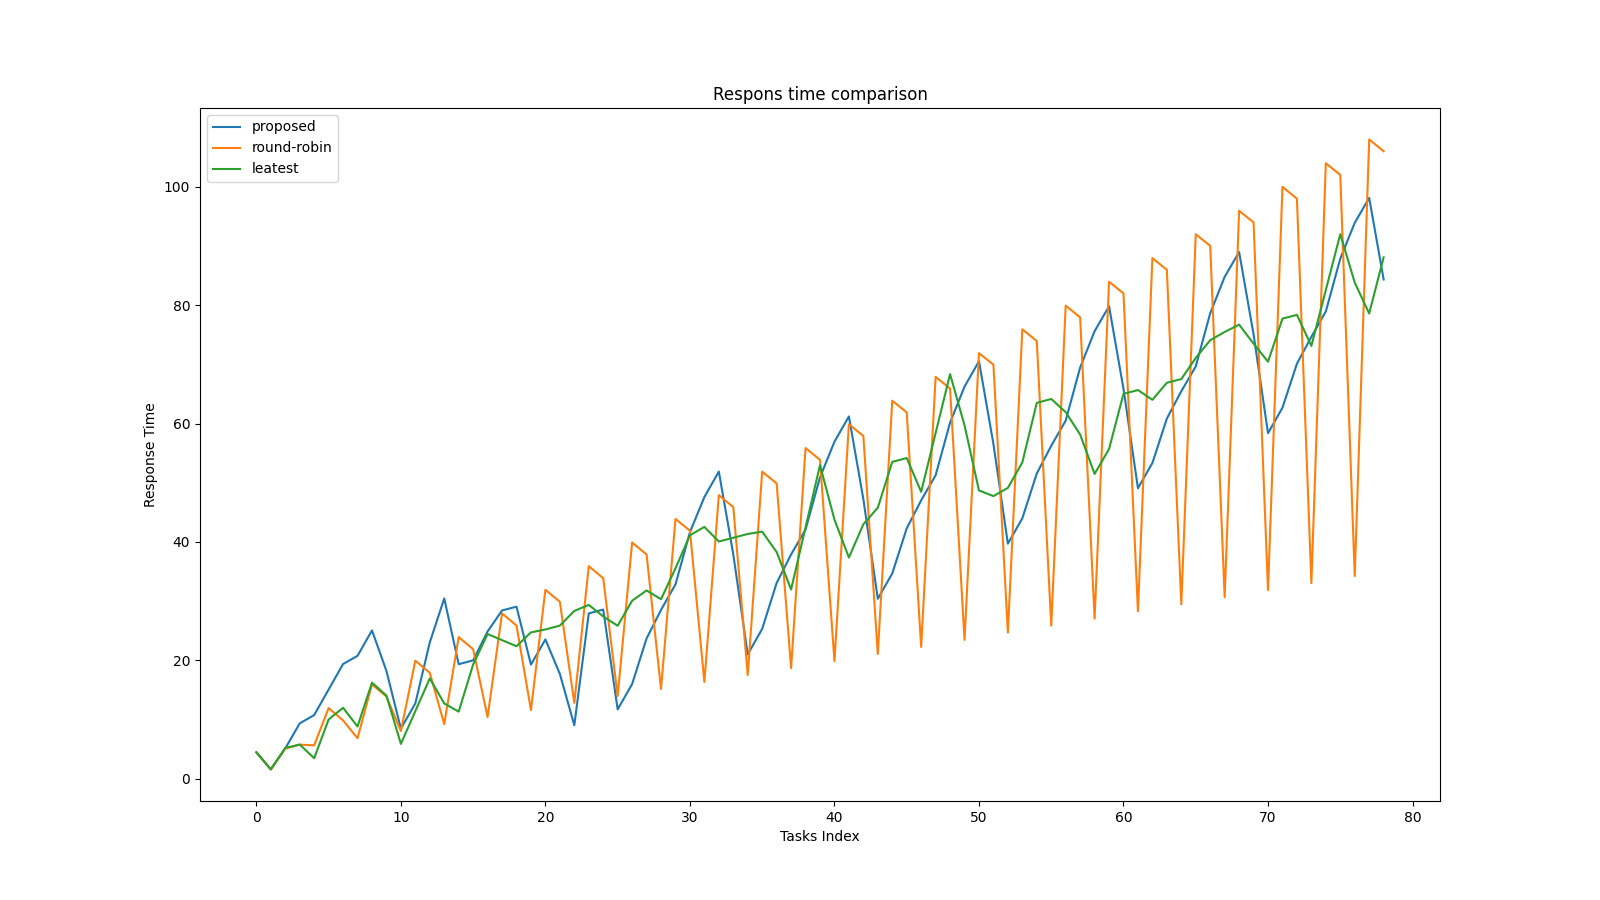 Respons time comparison
proposed
round-robin
leatest
100
80
60
40
20
0
Response Time
0 10 20 30 40 50 60 70 80
Tasks Index